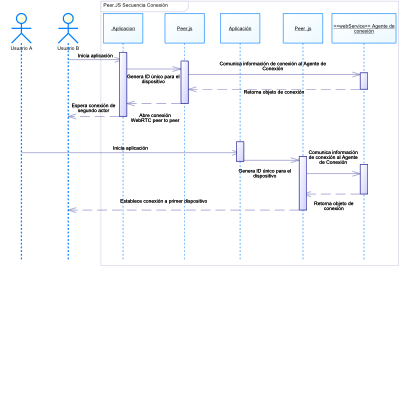 Peer.JS Secuencia Conexión
.:Aplicacion
Peer.js
Aplicación
Peer .js
<<webService>> Agente de
conexión
Usuario A
Usuario B
Inicia aplicación
Genera ID único para el
dispositivo
Comunica información de conexión al Agente de
Conexión
Retorna objeto de conexión
Espera conexión de
segundo actor
Abre conexión
WebRTC peer to peer
Inicia aplicación
Genera ID único para el
dispositivo
Comunica información
de conexión al Agente
de Conexión
Retorna objeto de
conexión
Establece conexión a primer dispositivo